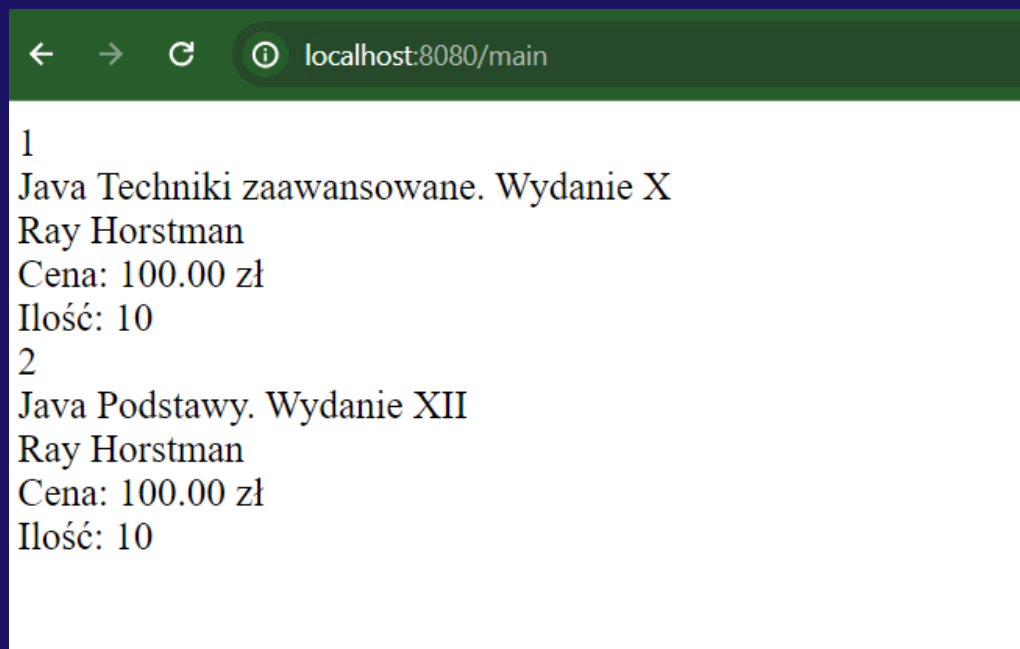 localhost:8080/main
1
Java Techniki zaawansowane. Wydanie X
Ray Horstman
Cena: 100.00 zł
Ilość: 10
2
Java Podstawy. Wydanie XII
Ray Horstman
Cena: 100.00 zł
Ilość: 10